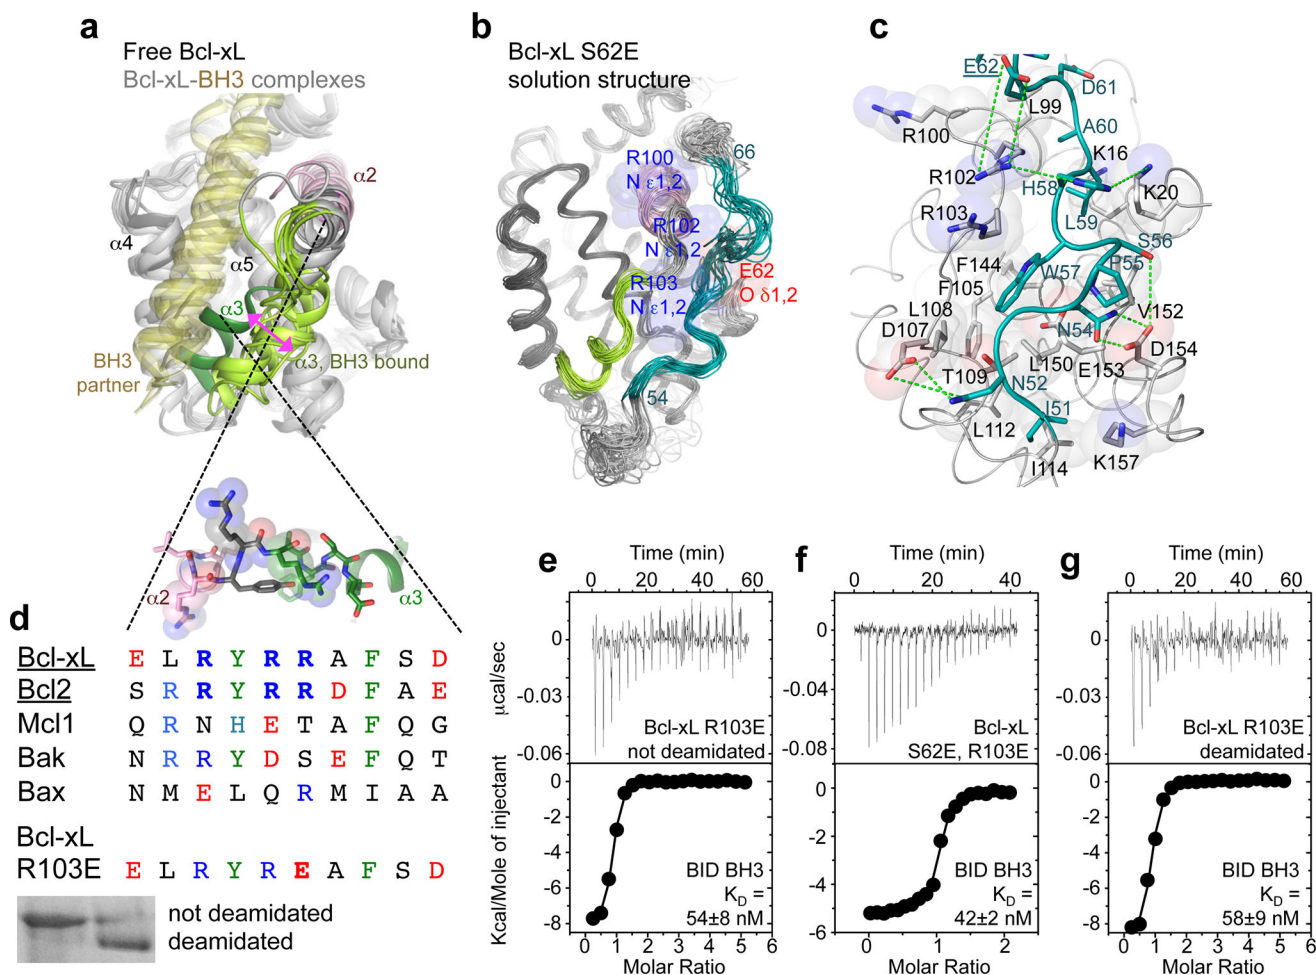 a
Free Bcl-xL
Bcl-xL-BH3 complexes
α2
α4
α5
α3
α3, BH3 bound
BH3
partner
α2
α3
b
Bcl-xL S62E
solution structure
66
R100
N ε1,2
R102
N ε1,2
R103
N ε1,2
E62
O δ1,2
54
c
E62
D61
L99
R100
A60
K16
R102
H58
K20
R103
L59
S56
F144
W57
P55
F105
L108
V152
D107
N54
D154
L150
T109
E153
N52
I51
L112
I114
K157
d
Bcl-xL E L R Y R R A F S D
Bcl2 S R R Y R R D F A E
Mcl1 Q R N H E T A F Q G
Bak N R R Y D S E F Q T
Bax N M E L Q R M I A A
Bcl-xL
R103E E L R Y R E A F S D
not deamidated
deamidated
e
Time (min)
0 20 40 60
μcal/sec
0
-0.03
-0.06
Bcl-xL R103E
not deamidated
Kcal/Mole of injectant
0
-2
-4
-6
-8
BID BH3
KD =
54±8 nM
0 1 2 3 4 5 6
Molar Ratio
f
Time (min)
0 20 40
0
-0.04
-0.08
Bcl-xL
S62E, R103E
0
-2
-4
-6
BID BH3
KD =
42±2 nM
0 1 2
Molar Ratio
g
Time (min)
0 20 40 60
0
-0.03
-0.06
Bcl-xL R103E
deamidated
0
-2
-4
-6
-8
BID BH3
KD =
58±9 nM
0 1 2 3 4 5 6
Molar Ratio